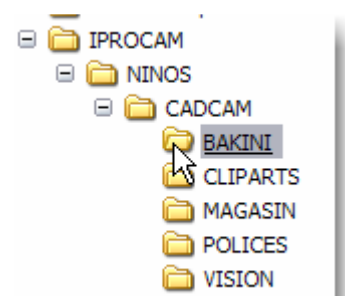 IPROCAM
NINOS
CADCAM
BAKINI
CLIPARTS
MAGASIN
POLICES
VISION